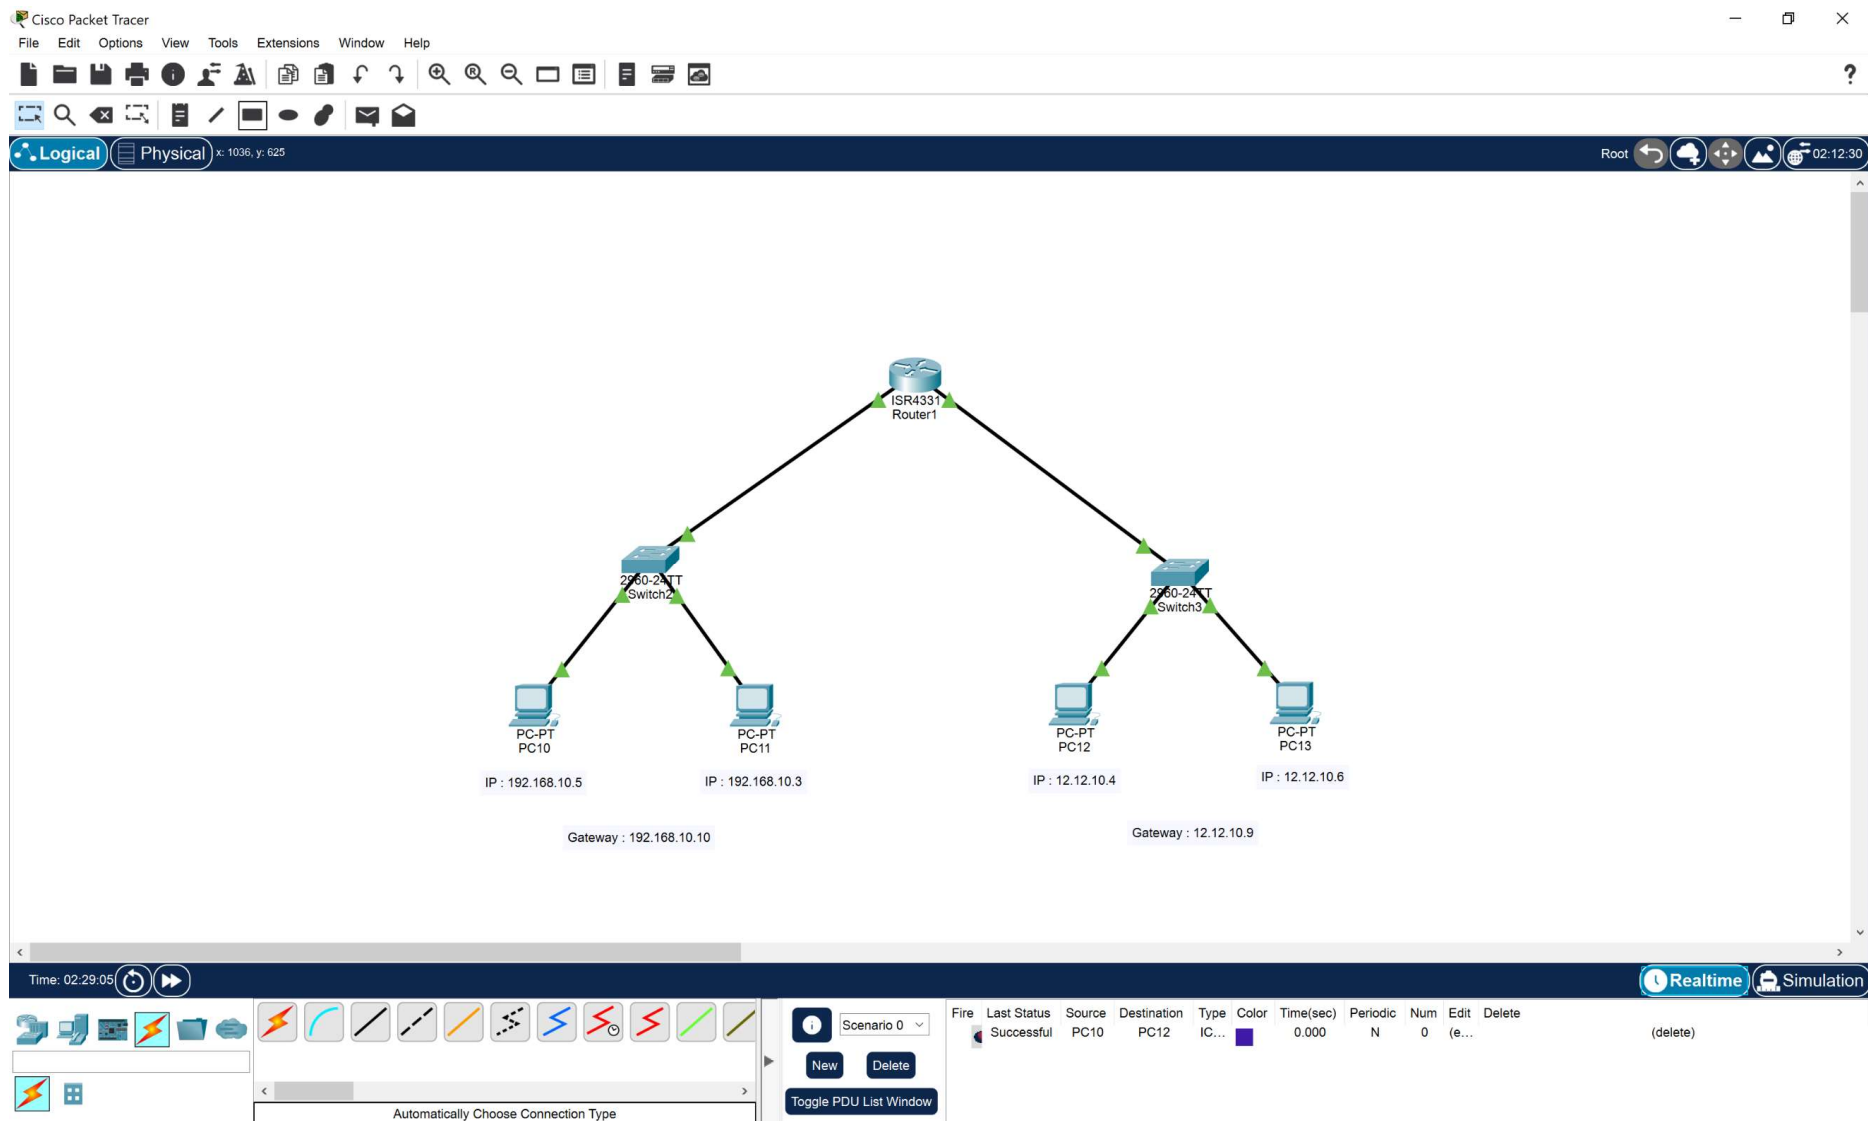 Cisco Packet Tracer
File Edit Options View Tools Extensions Window Help
?
Logical Physical x: 1036, y: 625 Root 02:12:30
ISR4331
Router1
2960-24TT
Switch2
2960-24TT
Switch3
PC-PT
PC10
PC-PT
PC11
PC-PT
PC12
PC-PT
PC13
IP : 192.168.10.5
IP : 192.168.10.3
IP : 12.12.10.4
IP : 12.12.10.6
Gateway : 192.168.10.10
Gateway : 12.12.10.9
Time: 02:29:05 Realtime Simulation
Scenario 0
New Delete
Toggle PDU List Window
Fire Last Status Source Destination Type Color Time(sec) Periodic Num Edit Delete
Successful PC10 PC12 IC... 0.000 N 0 (e... (delete)
Automatically Choose Connection Type